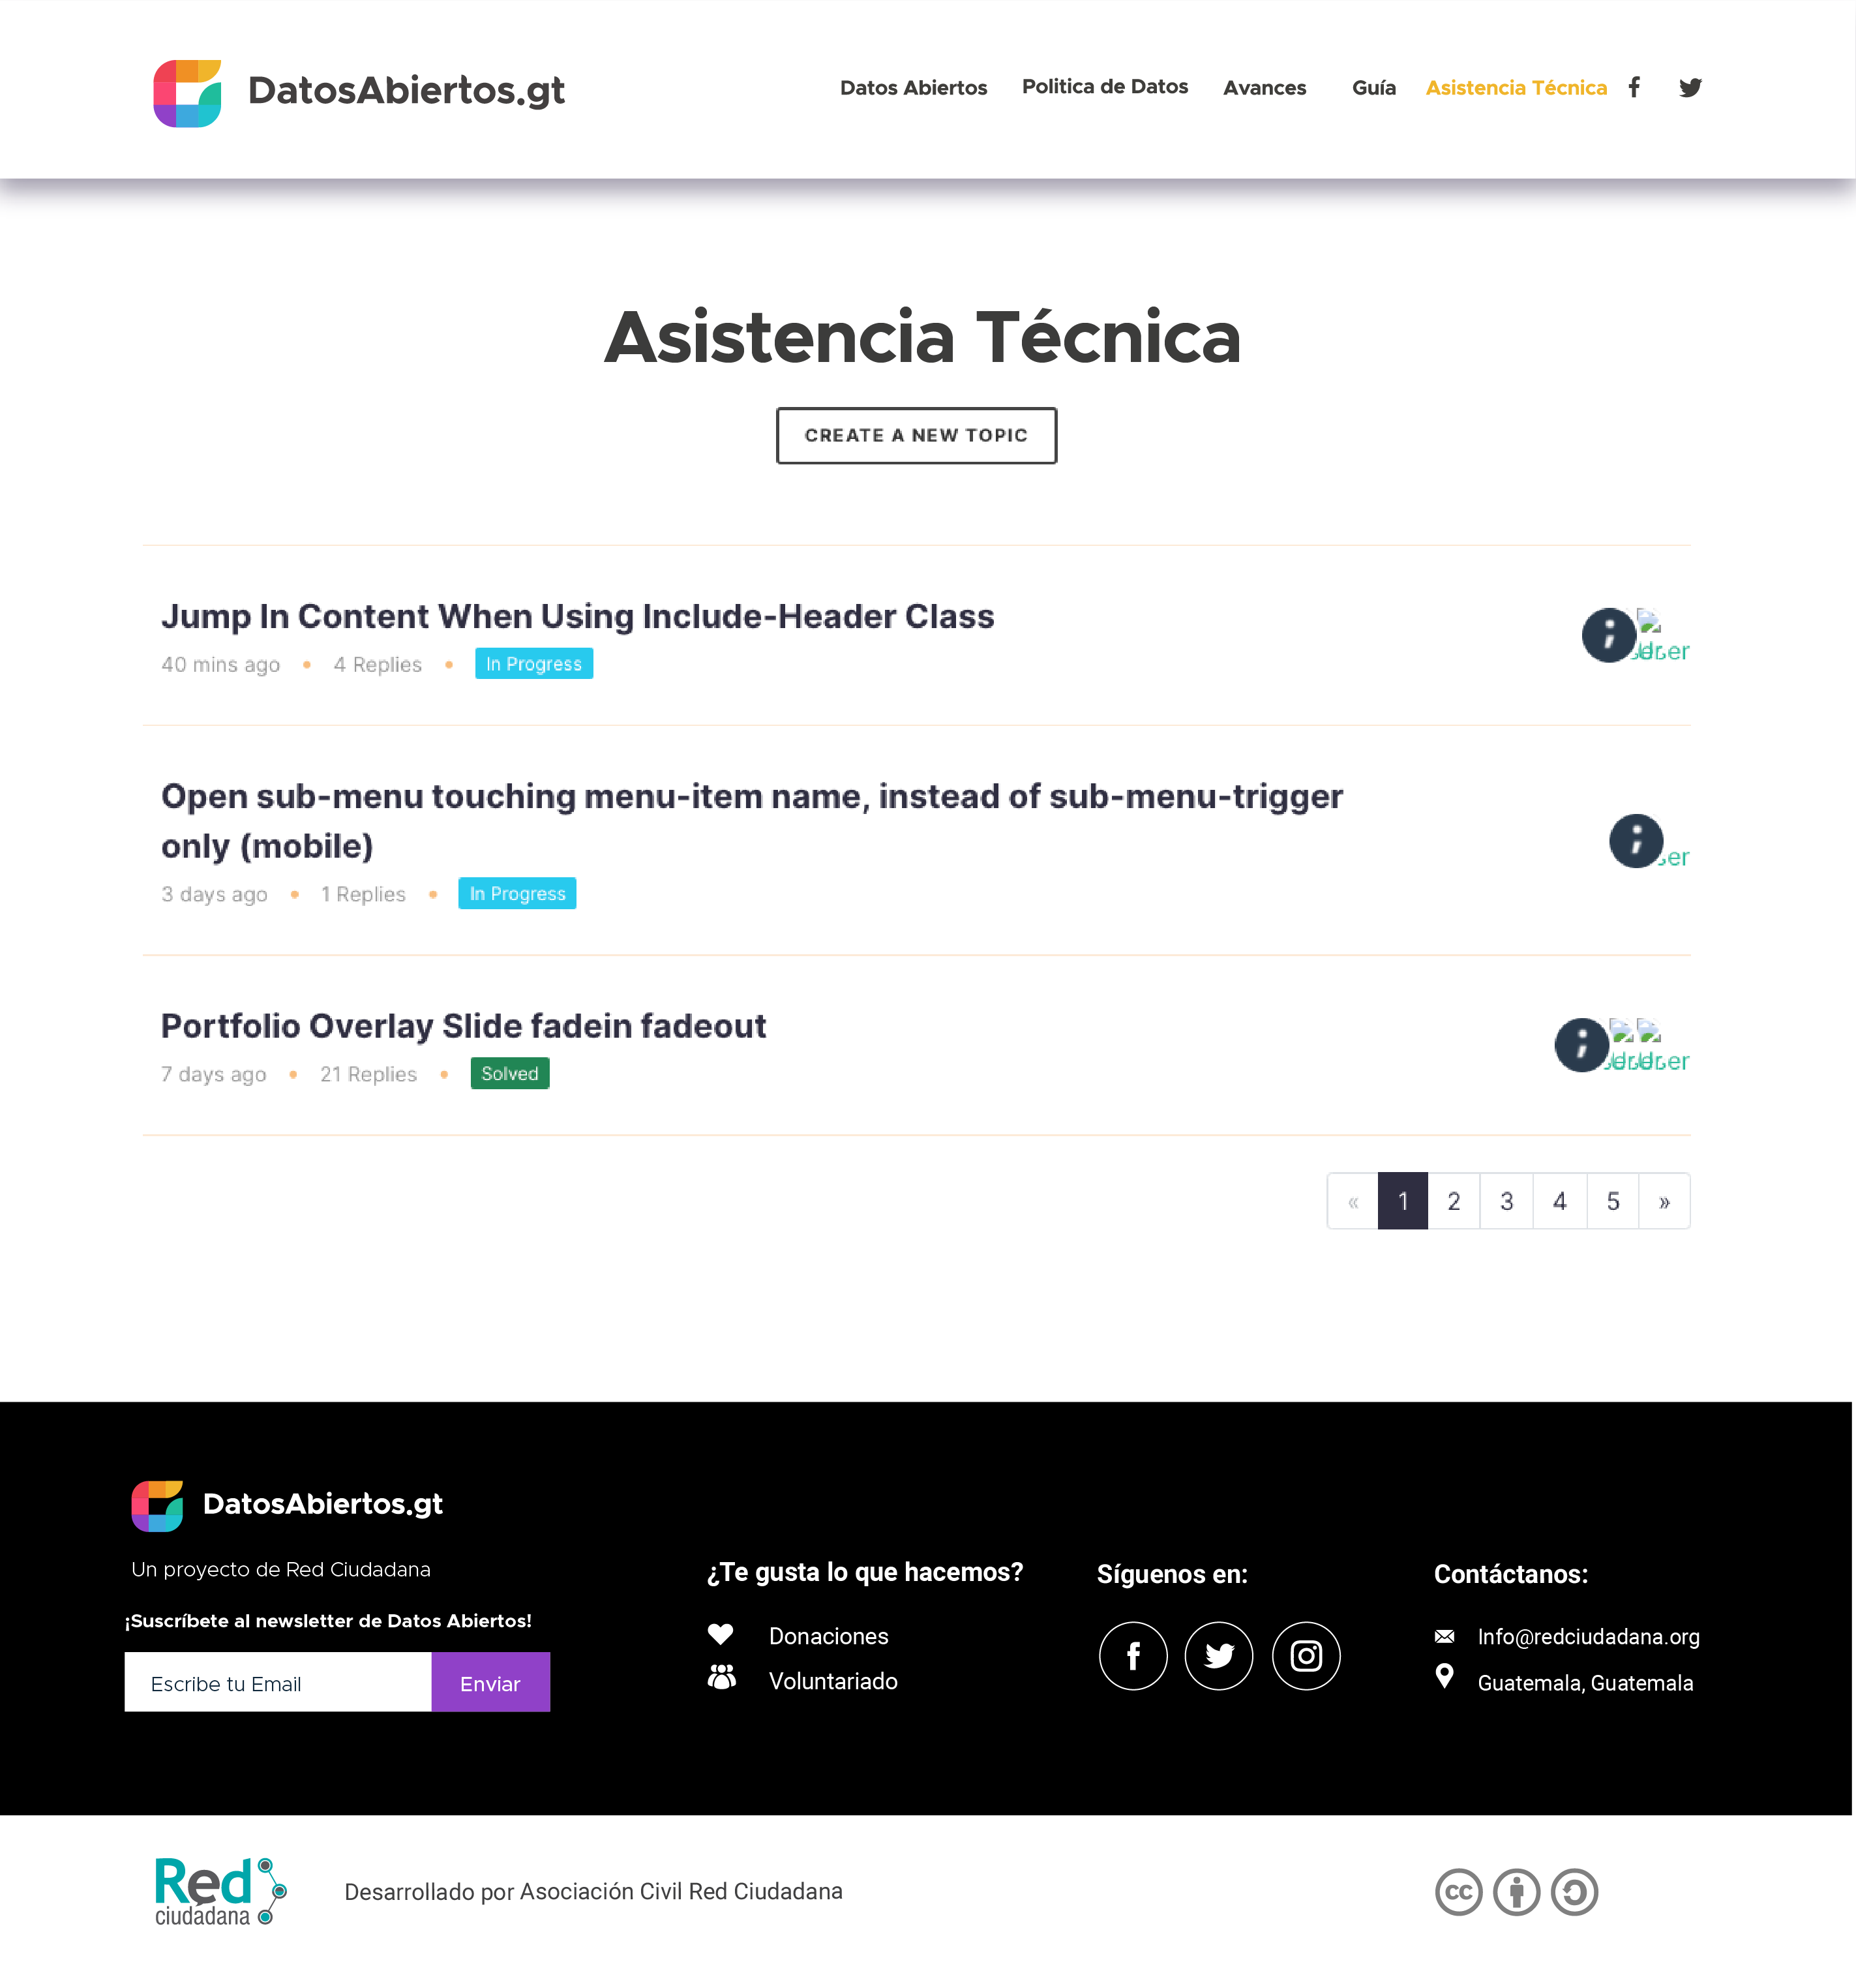 DatosAbiertos.gt
Datos Abiertos
Politica de Datos
Avances
Guía
Asistencia Técnica
Asistencia Técnica
CREATE A NEW TOPIC
Jump In Content When Using Include-Header Class
40 mins ago • 4 Replies • In Progress
Open sub-menu touching menu-item name, instead of sub-menu-trigger
only (mobile)
3 days ago • 1 Replies • In Progress
Portfolio Overlay Slide fadein fadeout
7 days ago • 21 Replies • Solved
« 1 2 3 4 5 »
DatosAbiertos.gt
Un proyecto de Red Ciudadana
¡Suscríbete al newsletter de Datos Abiertos!
Escribe tu Email
Enviar
¿Te gusta lo que hacemos?
Donaciones
Voluntariado
Síguenos en:
Contáctanos:
Info@redciudadana.org
Guatemala, Guatemala
Red
ciudadana
Desarrollado por Asociación Civil Red Ciudadana
cc